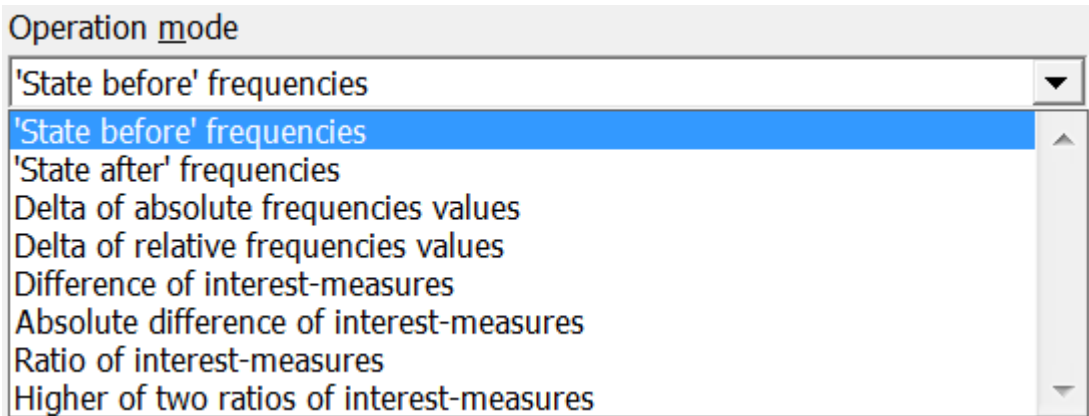 Operation mode
'State before' frequencies
'State before' frequencies
'State after' frequencies
Delta of absolute frequencies values
Delta of relative frequencies values
Difference of interest-measures
Absolute difference of interest-measures
Ratio of interest-measures
Higher of two ratios of interest-measures